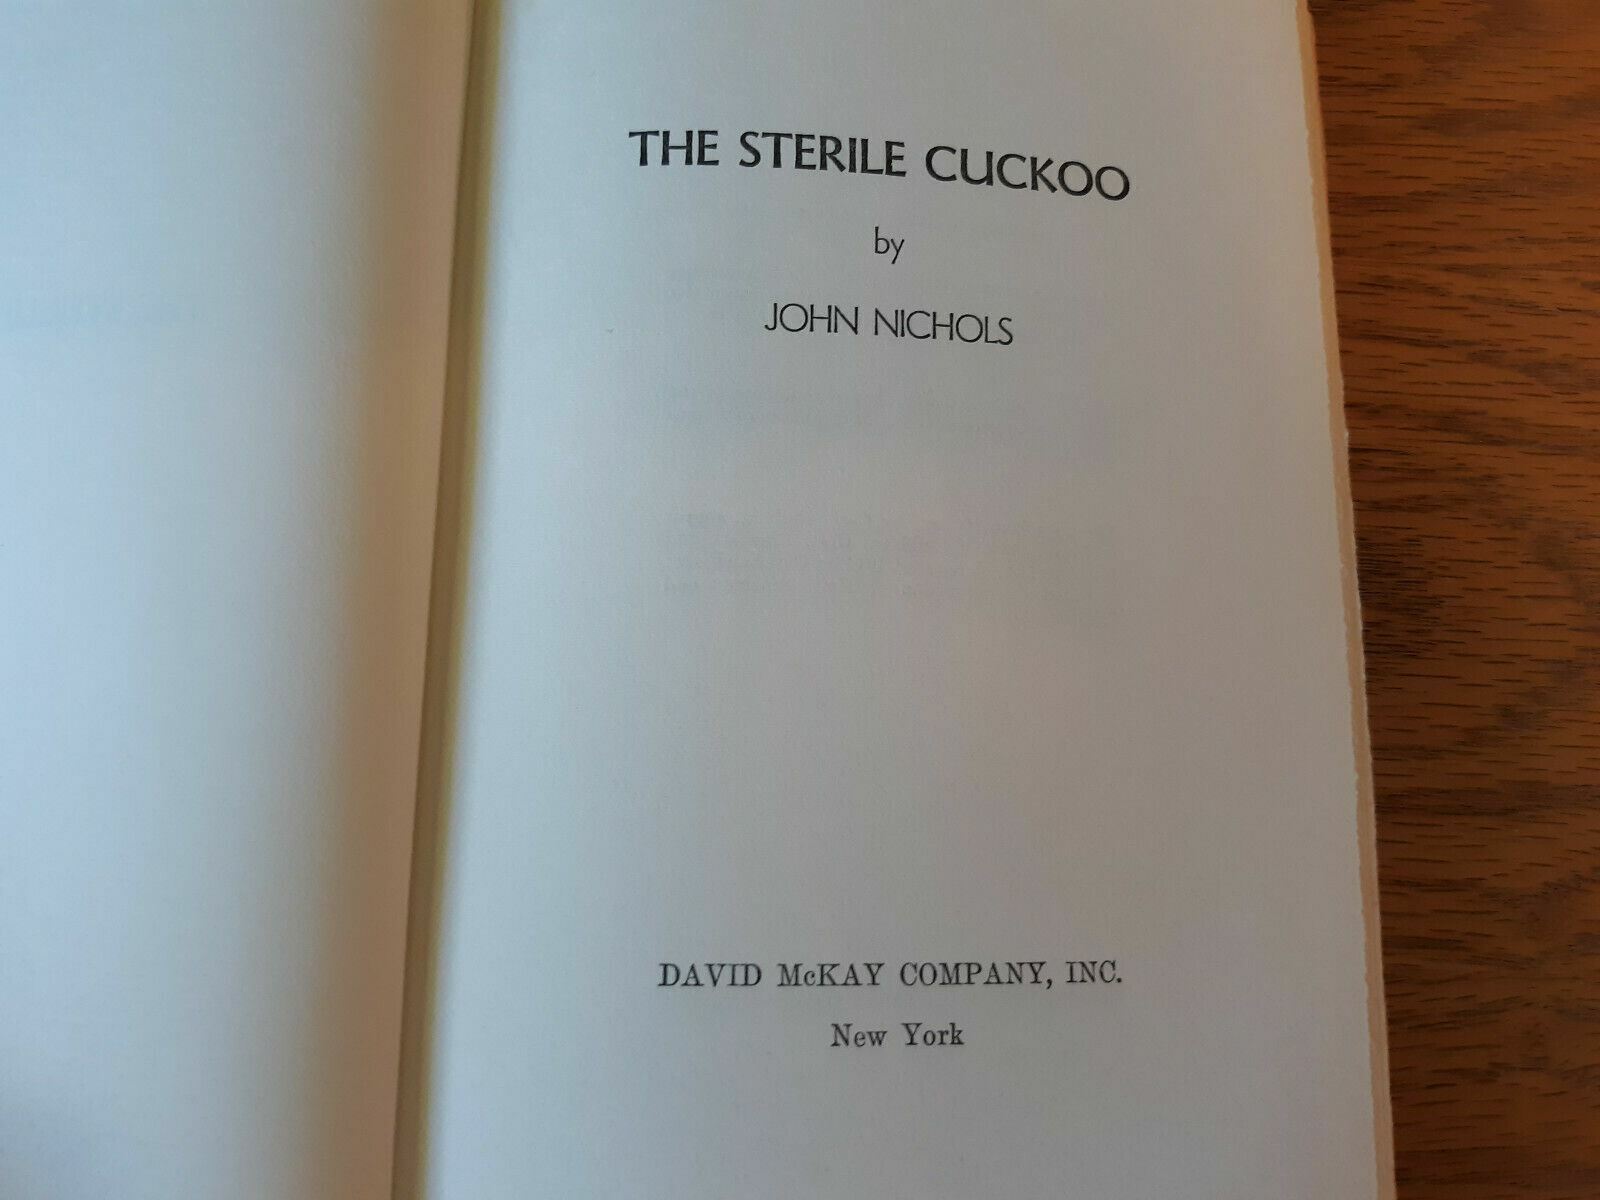 THE STERILE CUCKOO
by
JOHN NICHOLS
DAVID McKAY COMPANY, INC.
New York